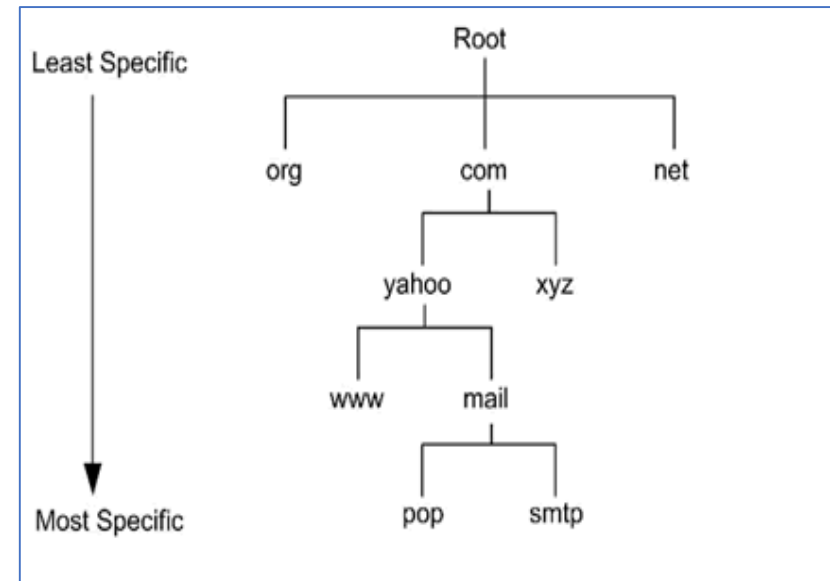 Root
Least Specific
org com net
yahoo xyz
www mail
pop smtp
Most Specific